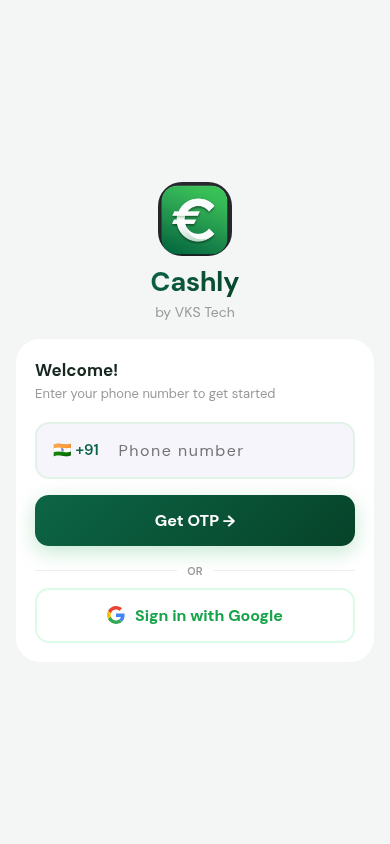 €
Cashly
by VKS Tech
Welcome!
Enter your phone number to get started
🇮🇳 +91 Phone number
Get OTP →
OR
Sign in with Google